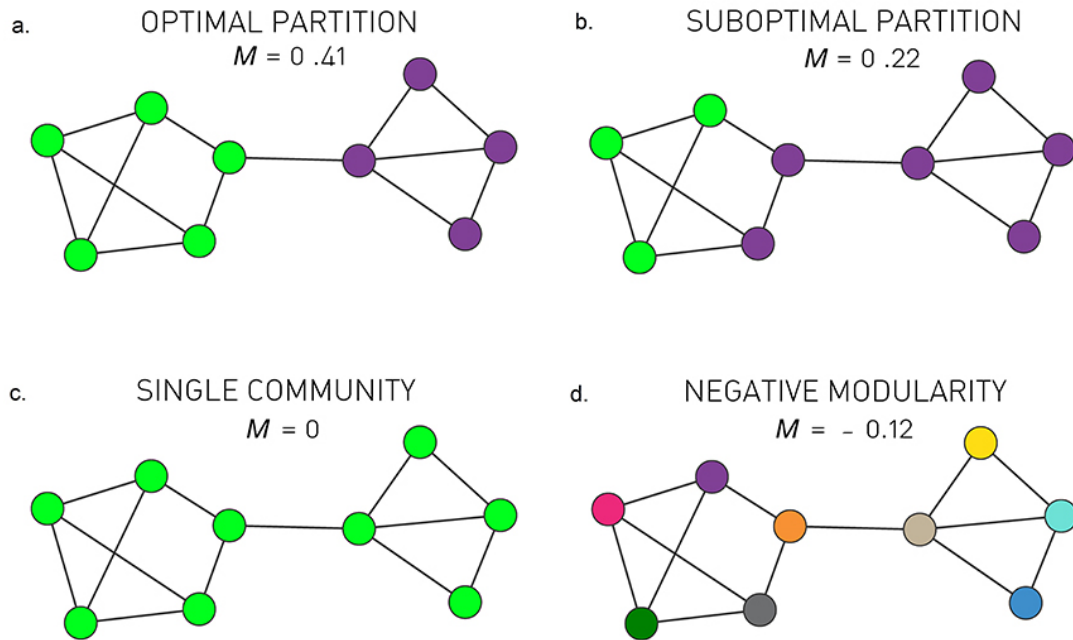 a. OPTIMAL PARTITION
M = 0 .41
b. SUBOPTIMAL PARTITION
M = 0 .22
c. SINGLE COMMUNITY
M = 0
d. NEGATIVE MODULARITY
M = - 0.12